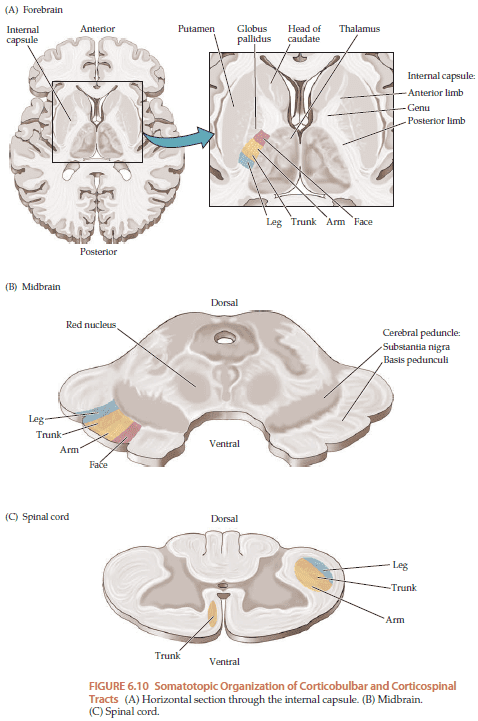 (A) Forebrain
Internal
capsule
Anterior
Posterior
Putamen
Globus
pallidus
Head of
caudate
Thalamus
Internal capsule:
Anterior limb
Genu
Posterior limb
Leg
Trunk
Arm
Face
(B) Midbrain
Dorsal
Red nucleus
Cerebral peduncle:
Substantia nigra
Basis pedunculi
Leg
Trunk
Arm
Face
Ventral
(C) Spinal cord
Dorsal
Leg
Trunk
Arm
Trunk
Ventral
FIGURE 6.10 Somatotopic Organization of Corticobulbar and Corticospinal
Tracts (A) Horizontal section through the internal capsule. (B) Midbrain.
(C) Spinal cord.